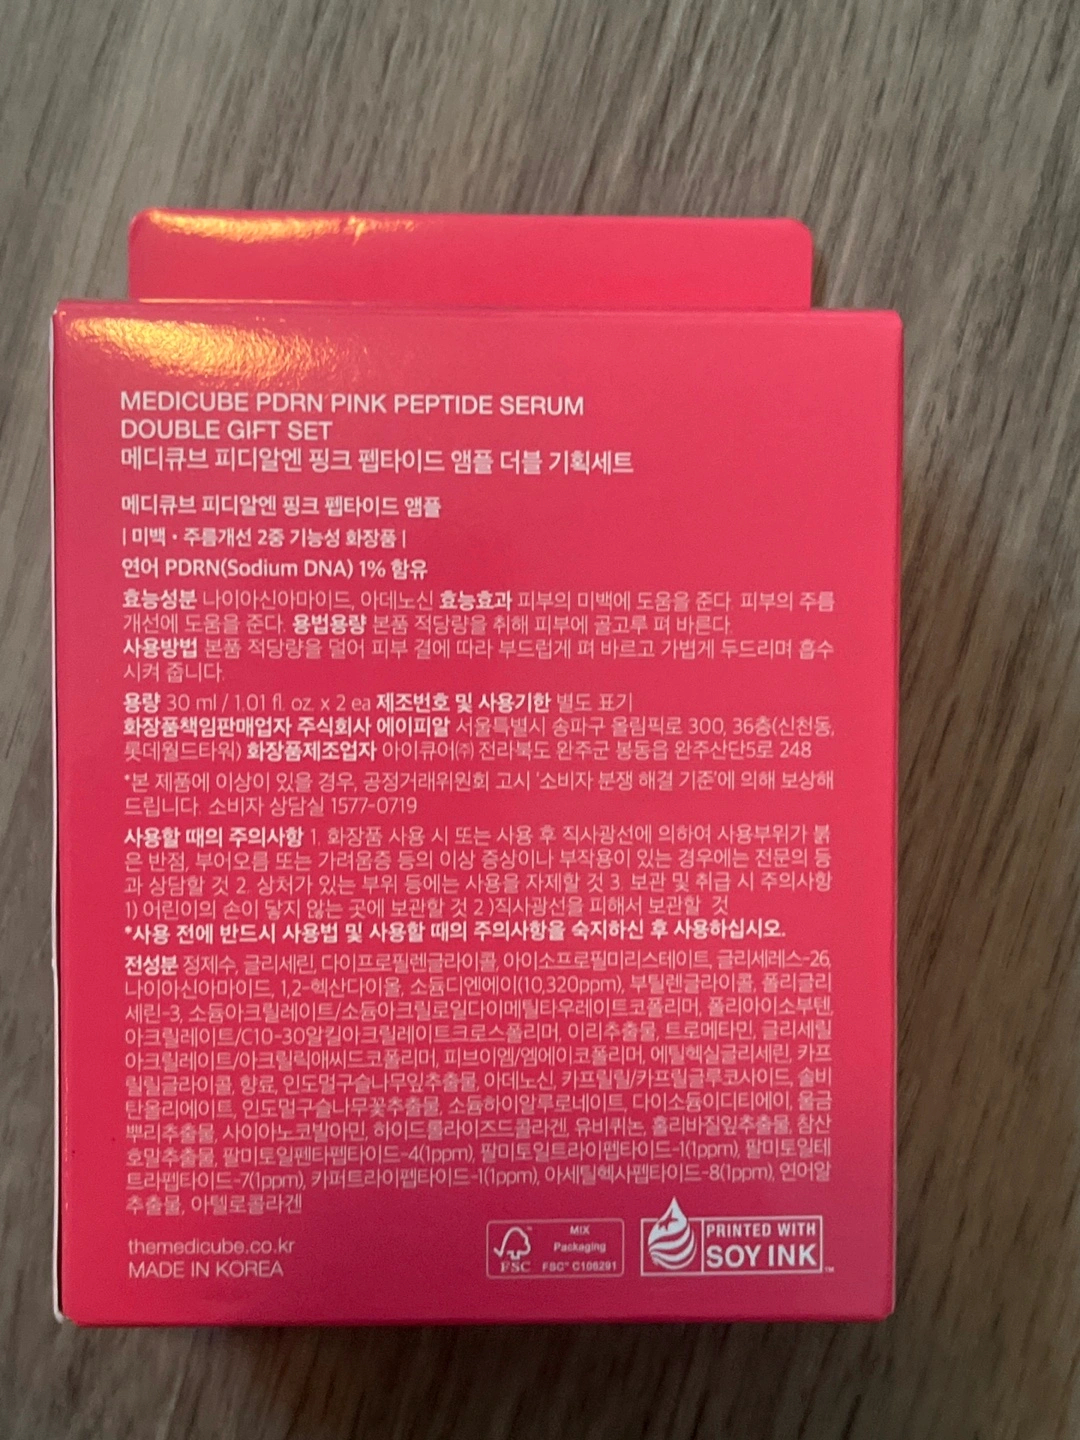 MEDICUBE PDRN PINK PEPTIDE SERUM
DOUBLE GIFT SET
메디큐브 피디알엔 핑크 펩타이드 앰플 더블 기획세트
메디큐브 피디알엔 핑크 펩타이드 앰플
| 미백 • 주름개선 2중 기능성 화장품 |
연어 PDRN(Sodium DNA) 1% 함유
효능성분 나이아신아마이드, 아데노신 효능효과 피부의 미백에 도움을 준다. 피부의 주름
개선에 도움을 준다. 용법용량 본품 적당량을 취해 피부에 골고루 펴 바른다.
사용방법 본품 적당량을 덜어 피부 결에 따라 부드럽게 펴 바르고 가볍게 두드리며 흡수
시켜 줍니다.
용량 30 ml / 1.01 fl. oz. x 2 ea 제조번호 및 사용기한 별도 표기
화장품책임판매업자 주식회사 에이피알 서울특별시 송파구 올림픽로 300, 36층(신천동,
롯데월드타워) 화장품제조업자 아이큐어㈜ 전라북도 완주군 봉동읍 완주산단5로 248
*본 제품에 이상이 있을 경우, 공정거래위원회 고시 '소비자 분쟁 해결 기준'에 의해 보상해
드립니다. 소비자 상담실 1577-0719
사용할 때의 주의사항 1. 화장품 사용 시 또는 사용 후 직사광선에 의하여 사용부위가 붉
은 반점, 부어오름 또는 가려움증 등의 이상 증상이나 부작용이 있는 경우에는 전문의 등
과 상담할 것 2. 상처가 있는 부위 등에는 사용을 자제할 것 3. 보관 및 취급 시 주의사항
1) 어린이의 손이 닿지 않는 곳에 보관할 것 2 )직사광선을 피해서 보관할 것
*사용 전에 반드시 사용법 및 사용할 때의 주의사항을 숙지하신 후 사용하십시오.
전성분 정제수, 글리세린, 다이프로필렌글라이콜, 아이소프로필미리스테이트, 글리세레스-26,
나이아신아마이드, 1,2-헥산다이올, 소듐디엔에이(10,320ppm), 부틸렌글라이콜, 폴리글리
세린-3, 소듐아크릴레이트/소듐아크릴로일다이메틸타우레이트코폴리머, 폴리아이소부텐,
아크릴레이트/C10-30알킬아크릴레이트크로스폴리머, 아리추출물, 트로메타민, 글리세릴
아크릴레이트/아크릴릭애씨드코폴리머, 피브이엠/엠에이코폴리머, 에틸헥실글리세린, 카프
릴릴글라이콜, 향료, 인도멀구슬나무잎추출물, 아데노신, 카프릴릴/카프릴글루코사이드, 솔비
탄올리에이트, 인도멀구슬나무꽃추출물, 소듐하이알루로네이트, 다이소듐이디티에이, 울금
뿌리추출물, 사이아노코발아민, 하이드롤라이즈드콜라겐, 유비퀴논, 홀리바질잎추출물, 참산
호말추출물, 팔미토일펜타펩타이드-4(1ppm), 팔미토일트라이펩타이드-1(1ppm), 팔미토일테
트라펩타이드-7(1ppm), 카퍼트라이펩타이드-1(1ppm), 아세틸헥사펩타이드-8(1ppm), 연어알
추출물, 아텔로콜라겐
themedicube.co.kr
MADE IN KOREA
FSC
MIX
Packaging
FSC™ C106291
PRINTED WITH
SOY INK™